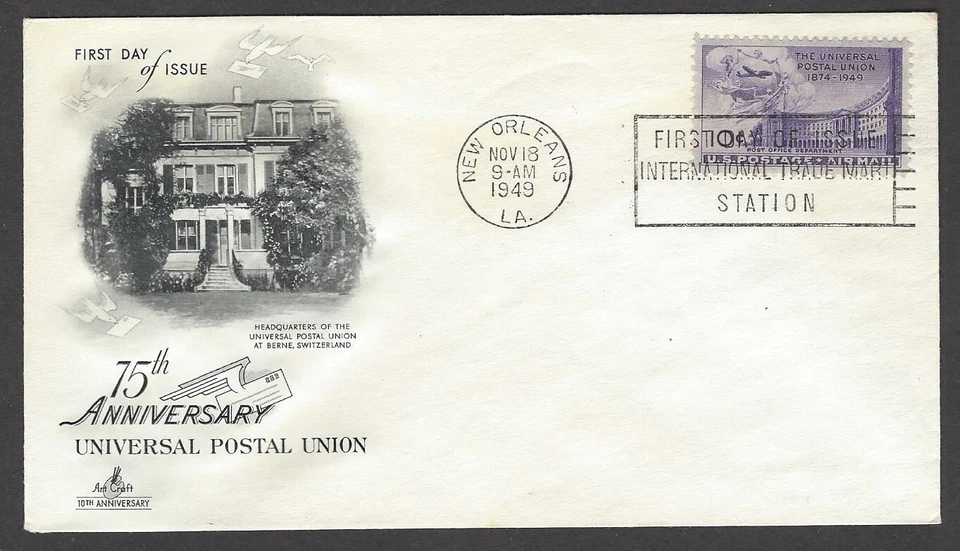 FIRST DAY
of ISSUE
HEADQUARTERS OF THE
UNIVERSAL POSTAL UNION
AT BERNE, SWITZERLAND
75th
ANNIVERSARY
UNIVERSAL POSTAL UNION
Art Craft
10TH ANNIVERSARY
NEW ORLEANS
NOV 18
9-AM
1949
LA.
THE UNIVERSAL
POSTAL UNION
1874-1949
10¢
POST OFFICE DEPARTMENT
U.S. POSTAGE AIR MAIL
FIRST DAY OF ISSUE
INTERNATIONAL TRADE MART
STATION